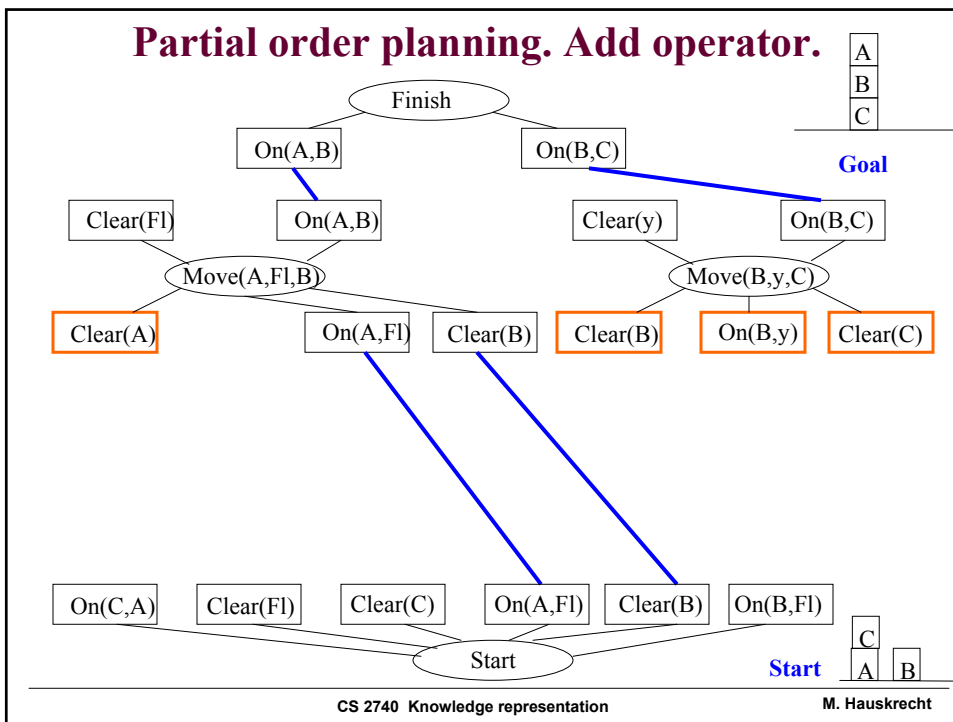 Partial order planning. Add operator.
A
B
C
Finish
On(A,B) On(B,C)
Goal
Clear(Fl) On(A,B) Clear(y) On(B,C)
Move(A,Fl,B) Move(B,y,C)
Clear(A) On(A,Fl) Clear(B) Clear(B) On(B,y) Clear(C)
On(C,A) Clear(Fl) Clear(C) On(A,Fl) Clear(B) On(B,Fl)
C
Start Start A B
CS 2740 Knowledge representation M. Hauskrecht